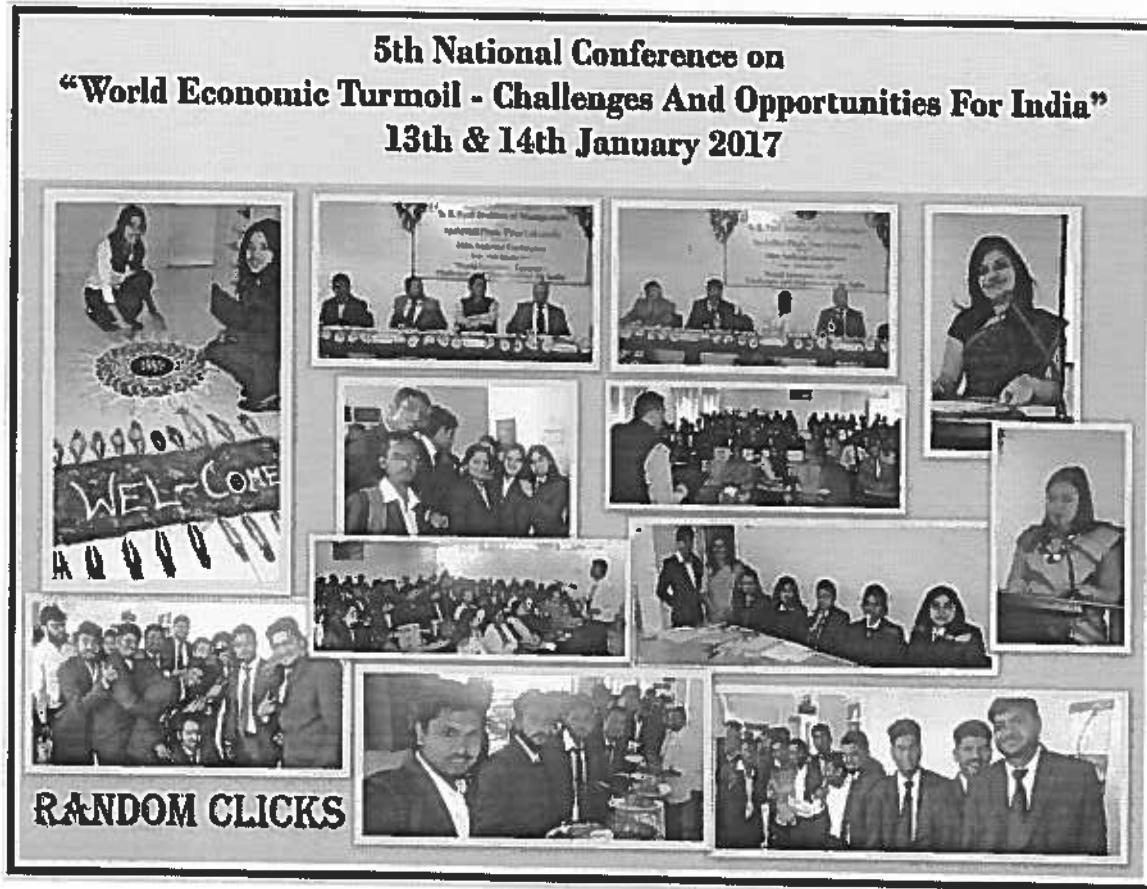 5th National Conference on
“World Economic Turmoil - Challenges And Opportunities For India”
13th & 14th January 2017
WEL-COME
RANDOM CLICKS